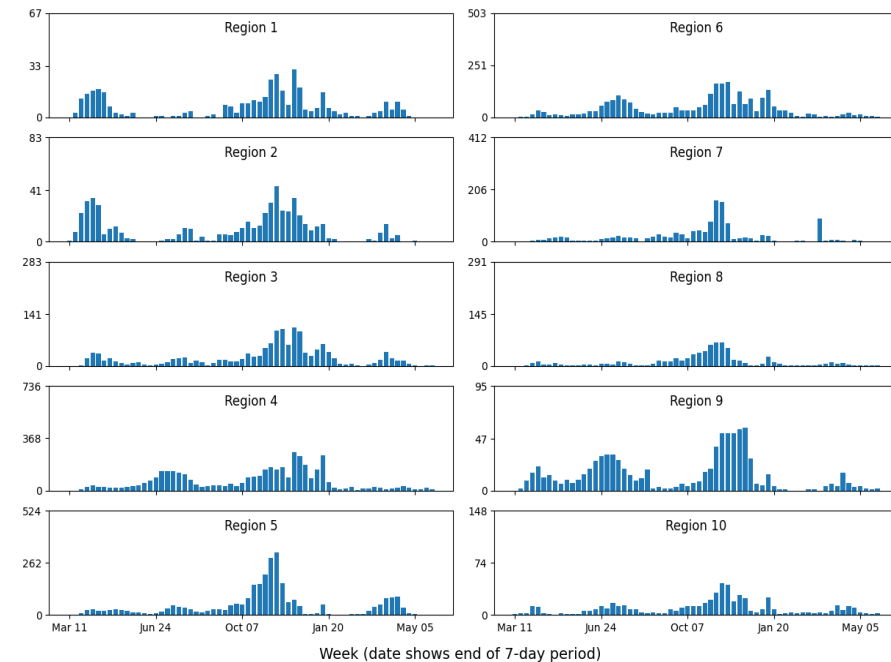 67
33
0
Region 1
503
251
0
Region 6
83
41
0
Region 2
412
206
0
Region 7
283
141
0
Region 3
291
145
0
Region 8
736
368
0
Region 4
95
47
0
Region 9
524
262
0
Region 5
148
74
0
Region 10
Mar 11 Jun 24 Oct 07 Jan 20 May 05
Mar 11 Jun 24 Oct 07 Jan 20 May 05
Week (date shows end of 7-day period)